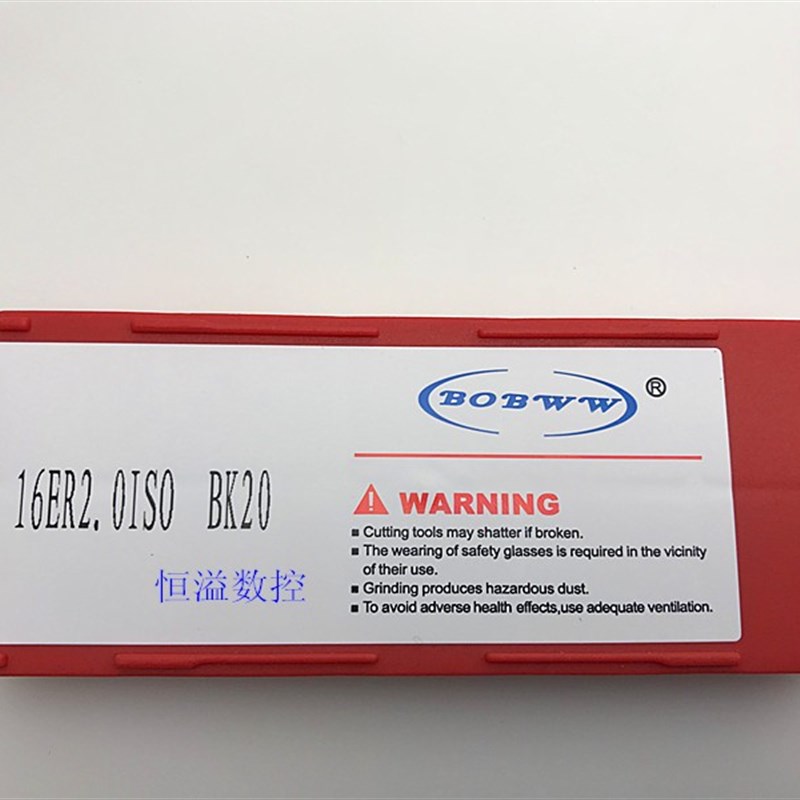 BOBWW ®
16ER2.0ISO BK20
恒溢数控
WARNING
▪ Cutting tools may shatter if broken.
▪ The wearing of safety glasses is required in the vicinity
of their use.
▪ Grinding produces hazardous dust.
▪ To avoid adverse health effects,use adequate ventilation.